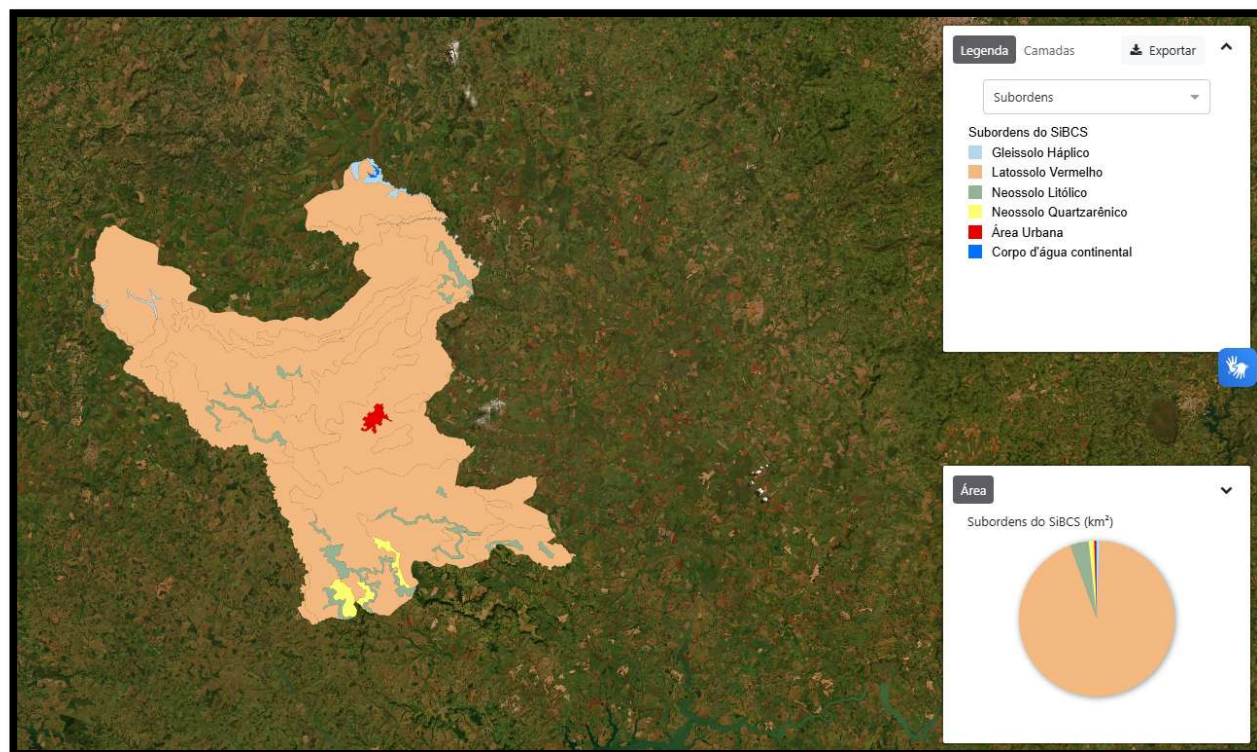 Legenda Camadas Exportar
Subordens
Subordens do SiBCS
Gleissolo Háplico
Latossolo Vermelho
Neossolo Litólico
Neossolo Quartzarênico
Área Urbana
Corpo d'água continental
Área
Subordens do SiBCS (km²)